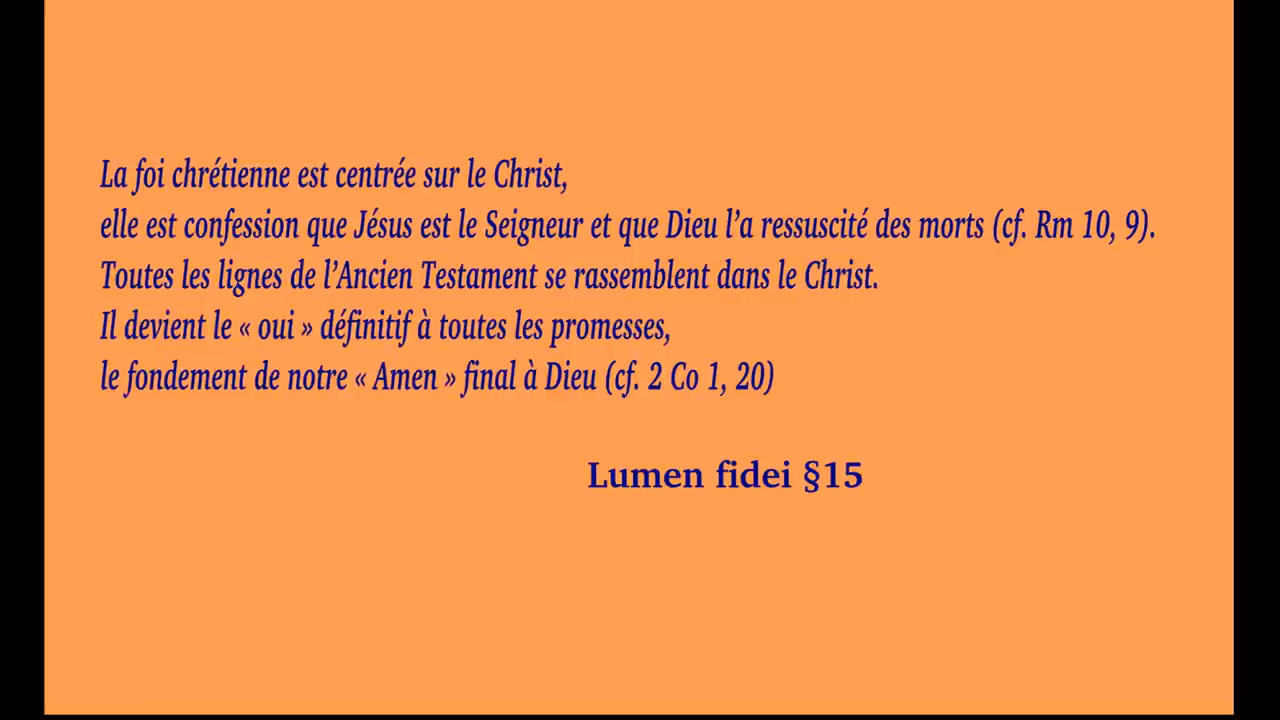 La foi chrétienne est centrée sur le Christ,
elle est confession que Jésus est le Seigneur et que Dieu l’a ressuscité des morts (cf. Rm 10, 9).
Toutes les lignes de l’Ancien Testament se rassemblent dans le Christ.
Il devient le « oui » définitif à toutes les promesses,
le fondement de notre « Amen » final à Dieu (cf. 2 Co 1, 20)
Lumen fidei §15